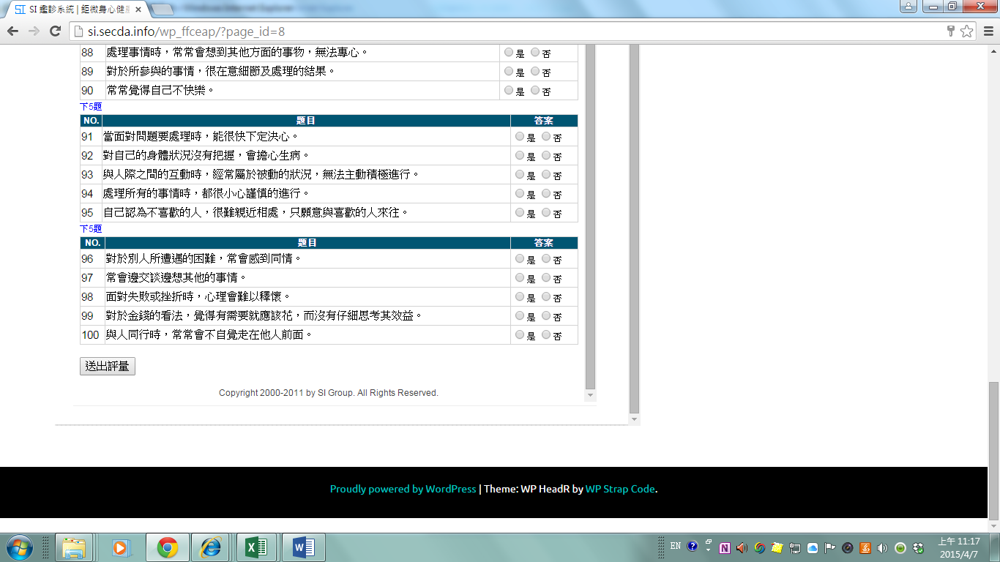 SI 鑑診系統 | 鉅微身心健康
si.secda.info/wp_ffceap/?page_id=8
88 處理事情時，常常會想到其他方面的事物，無法專心。 是 否
89 對於所參與的事情，很在意細節及處理的結果。 是 否
90 常常覺得自己不快樂。 是 否
下5題
NO. 題目 答案
91 當面對問題要處理時，能很快下定決心。 是 否
92 對自己的身體狀況沒有把握，會擔心生病。 是 否
93 與人際之間的互動時，經常屬於被動的狀況，無法主動積極進行。 是 否
94 處理所有的事情時，都很小心謹慎的進行。 是 否
95 自己認為不喜歡的人，很難親近相處，只願意與喜歡的人來往。 是 否
下5題
NO. 題目 答案
96 對於別人所遭遇的困難，常會感到同情。 是 否
97 常會邊交談邊想其他的事情。 是 否
98 面對失敗或挫折時，心理會難以釋懷。 是 否
99 對於金錢的看法，覺得有需要就應該花，而沒有仔細思考其效益。 是 否
100 與人同行時，常常會不自覺走在他人前面。 是 否
送出評量
Copyright 2000-2011 by SI Group. All Rights Reserved.
Proudly powered by WordPress | Theme: WP HeadR by WP Strap Code.
EN
上午 11:17
2015/4/7